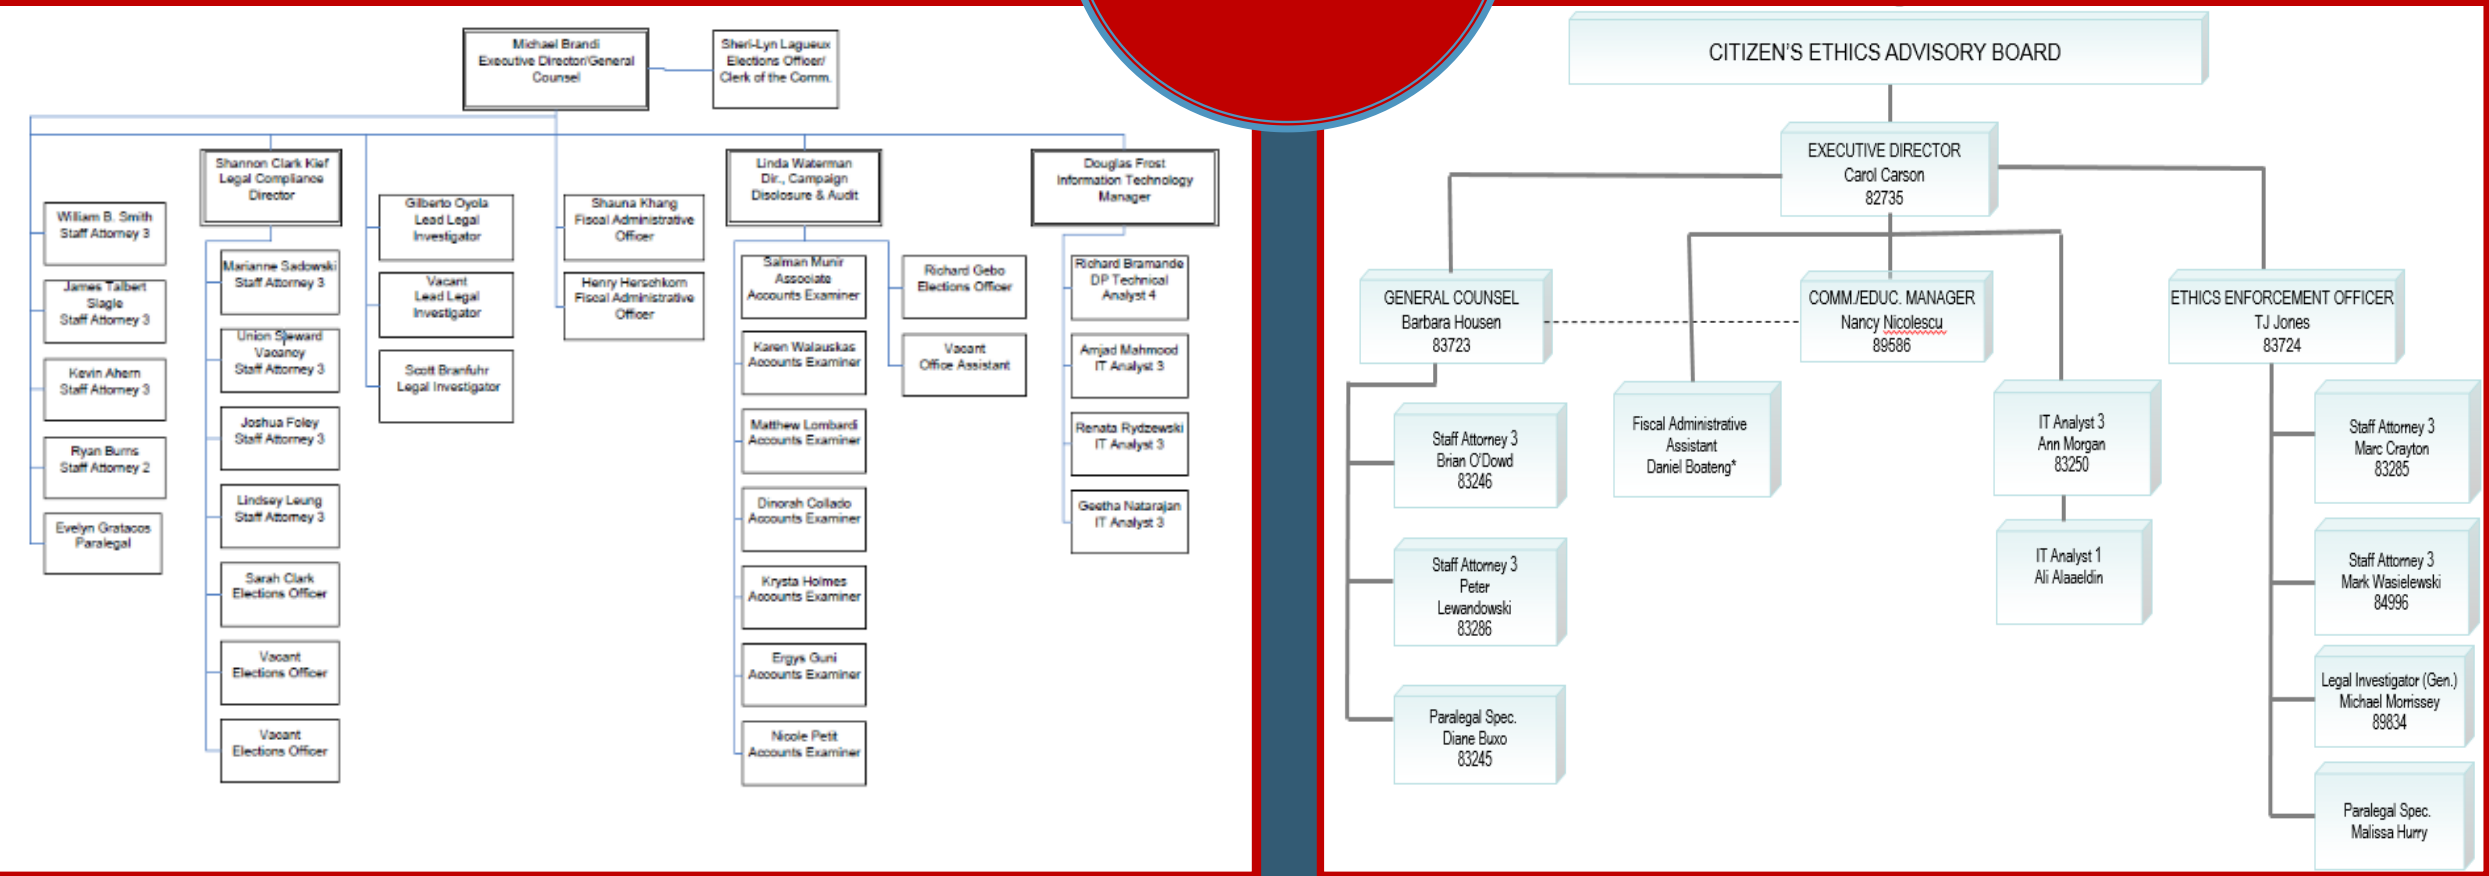 Michael Brandi
Executive Director/General
Counsel
Sheri-Lyn Lagueux
Elections Officer/
Clerk of the Comm.
William B. Smith
Staff Attorney 3
James Talbert
Slagle
Staff Attorney 3
Kevin Ahern
Staff Attorney 3
Ryan Burns
Staff Attorney 2
Evelyn Gratacos
Paralegal
Shannon Clark Kief
Legal Compliance
Director
Marianne Sadowski
Staff Attorney 3
Union Steward
Vacancy
Staff Attorney 3
Joshua Foley
Staff Attorney 3
Lindsey Leung
Staff Attorney 3
Sarah Clark
Elections Officer
Vacant
Elections Officer
Vacant
Elections Officer
Gilberto Oyola
Lead Legal
Investigator
Vacant
Lead Legal
Investigator
Scott Branfuhr
Legal Investigator
Shauna Khang
Fiscal Administrative
Officer
Henry Herschkorn
Fiscal Administrative
Officer
Linda Waterman
Dir., Campaign
Disclosure & Audit
Salman Munir
Associate
Accounts Examiner
Karen Walauskas
Accounts Examiner
Matthew Lombardi
Accounts Examiner
Dinorah Collado
Accounts Examiner
Krysta Holmes
Accounts Examiner
Ergys Guni
Accounts Examiner
Nicole Petit
Accounts Examiner
Richard Gebo
Elections Officer
Vacant
Office Assistant
Douglas Frost
Information Technology
Manager
Richard Bramande
DP Technical
Analyst 4
Amjad Mahmood
IT Analyst 3
Renata Rydzewski
IT Analyst 3
Geetha Natarajan
IT Analyst 3
CITIZEN'S ETHICS ADVISORY BOARD
EXECUTIVE DIRECTOR
Carol Carson
82735
GENERAL COUNSEL
Barbara Housen
83723
COMM./EDUC. MANAGER
Nancy Nicolescu
89586
ETHICS ENFORCEMENT OFFICER
TJ Jones
83724
Staff Attorney 3
Brian O'Dowd
83246
Staff Attorney 3
Peter
Lewandowski
83286
Paralegal Spec.
Diane Buxo
83245
Fiscal Administrative
Assistant
Daniel Boateng*
IT Analyst 3
Ann Morgan
83250
IT Analyst 1
Ali Alaaeldin
Staff Attorney 3
Marc Crayton
83285
Staff Attorney 3
Mark Wasielewski
84996
Legal Investigator (Gen.)
Michael Morrissey
89834
Paralegal Spec.
Malissa Hurry